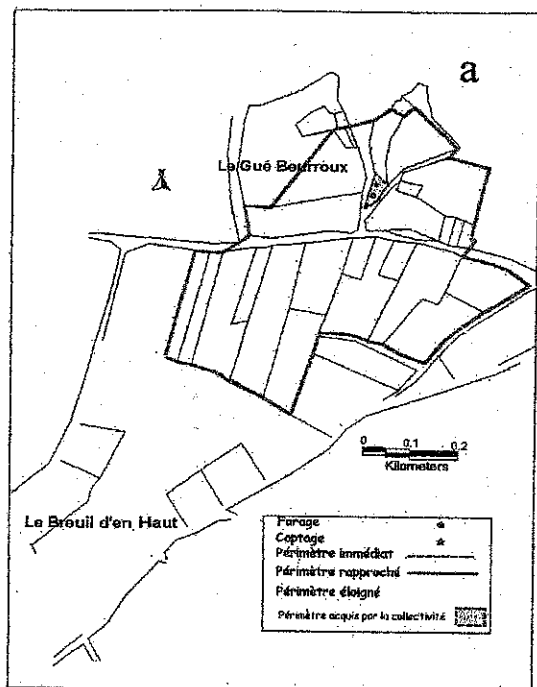 a
Le Gué Bourroux
0 0.1 0.2
Kilometers
Le Breuil d'en Haut
Forage
Captage
Périmètre immédiat
Périmètre rapproché
Périmètre éloigné
Périmètre acquis par la collectivité